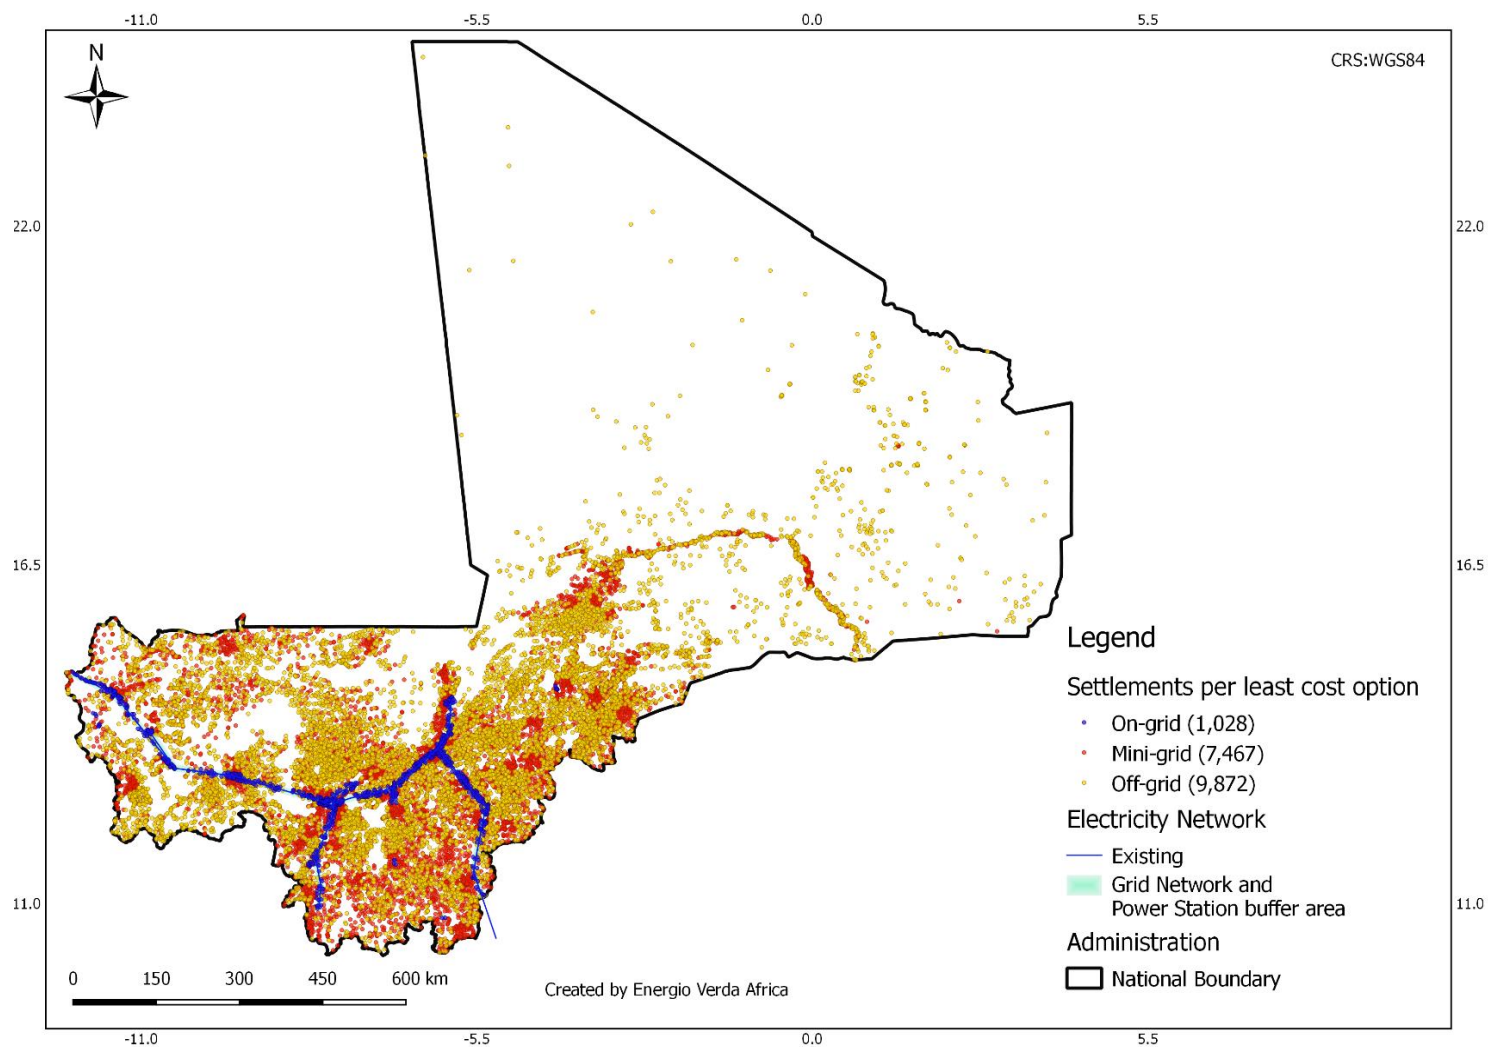 -11.0 -5.5 0.0 5.5
N
CRS:WGS84
22.0 22.0
16.5 16.5
11.0 11.0
Legend
Settlements per least cost option
On-grid (1,028)
Mini-grid (7,467)
Off-grid (9,872)
Electricity Network
Existing
Grid Network and
Power Station buffer area
Administration
National Boundary
0 150 300 450 600 km
Created by Energio Verda Africa
-11.0 -5.5 0.0 5.5